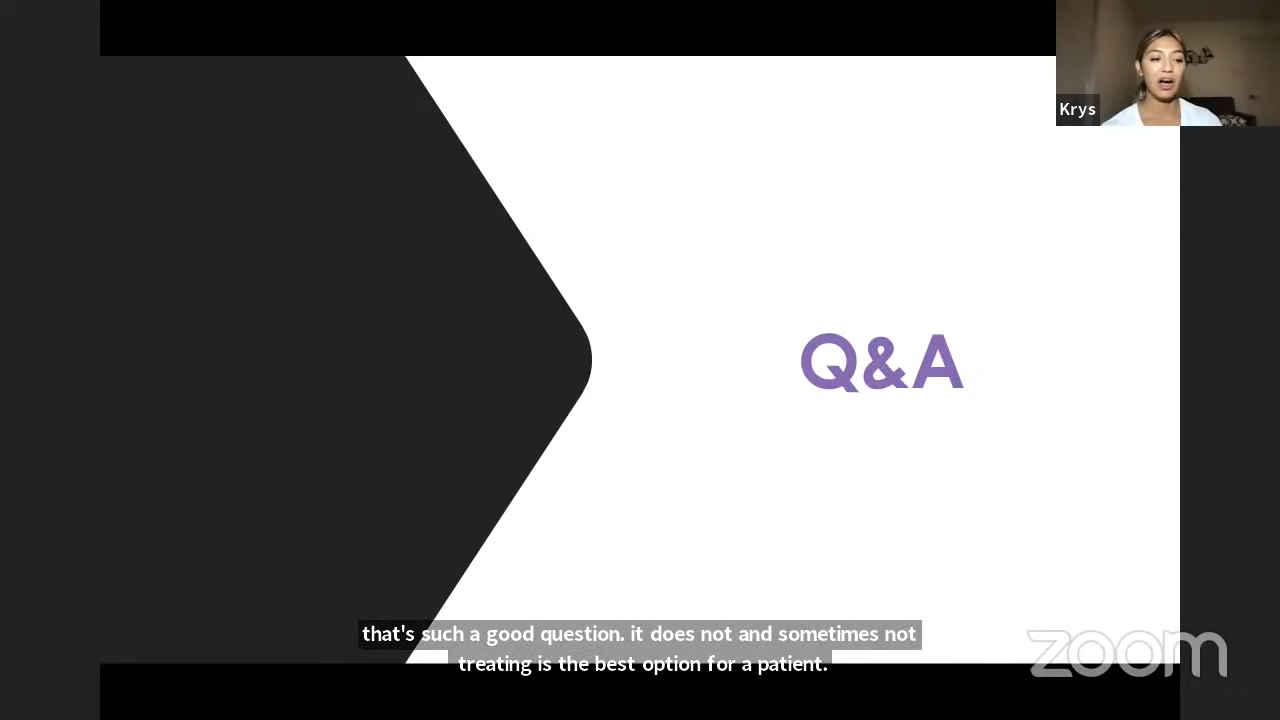 Krys
Q&A
that's such a good question. it does not and sometimes not
treating is the best option for a patient.
zoom